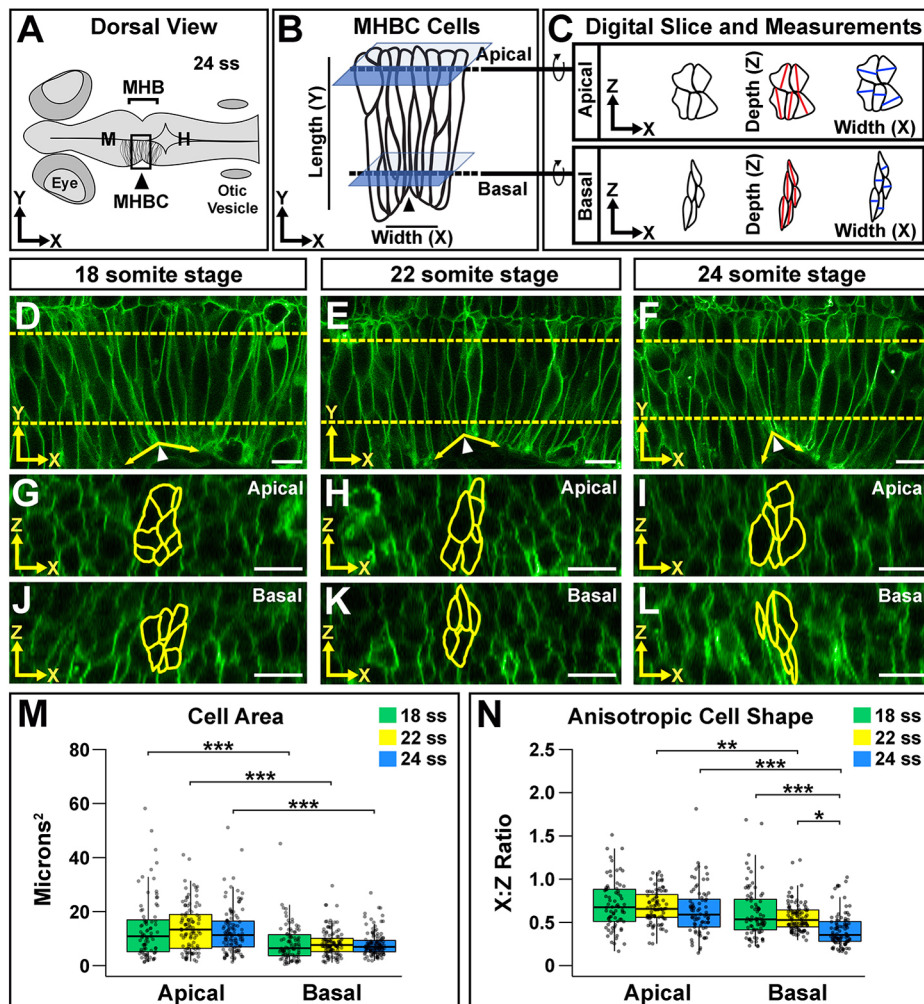 A Dorsal View
24 ss
MHB
M H
Eye
MHBC
Otic
Vesicle
Y
X
B MHBC Cells
Apical
Length (Y)
Basal
Width (X)
C Digital Slice and Measurements
Apical
Z
X
Depth (Z)
Width (X)
Basal
Z
X
Depth (Z)
Width (X)
18 somite stage
22 somite stage
24 somite stage
D
Y
X
E
Y
X
F
Y
X
G Apical
Z
X
H Apical
Z
X
I Apical
Z
X
J Basal
Z
X
K Basal
Z
X
L Basal
Z
X
M Cell Area
18 ss
22 ss
24 ss
***
***
***
Microns²
80
60
40
20
0
Apical Basal
N Anisotropic Cell Shape
18 ss
22 ss
24 ss
**
***
***
*
X:Z Ratio
2.5
2.0
1.5
1.0
0.5
0
Apical Basal